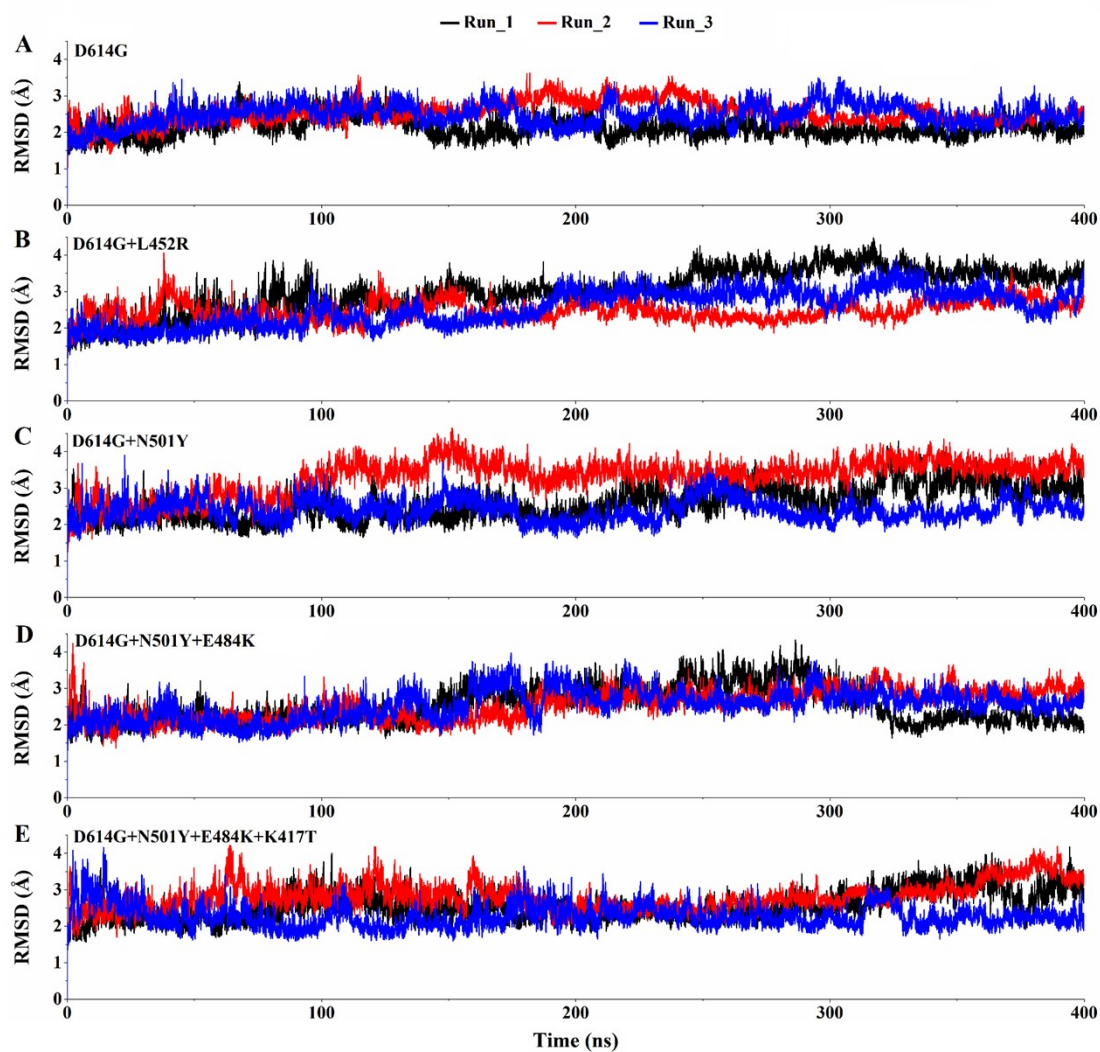 Run_1 Run_2 Run_3
A
D614G
RMSD (Å)
4
3
2
1
0
0 100 200 300 400
B
D614G+L452R
RMSD (Å)
4
3
2
1
0
0 100 200 300 400
C
D614G+N501Y
RMSD (Å)
4
3
2
1
0
0 100 200 300 400
D
D614G+N501Y+E484K
RMSD (Å)
4
3
2
1
0
0 100 200 300 400
E
D614G+N501Y+E484K+K417T
RMSD (Å)
4
3
2
1
0
0 100 200 300 400
Time (ns)